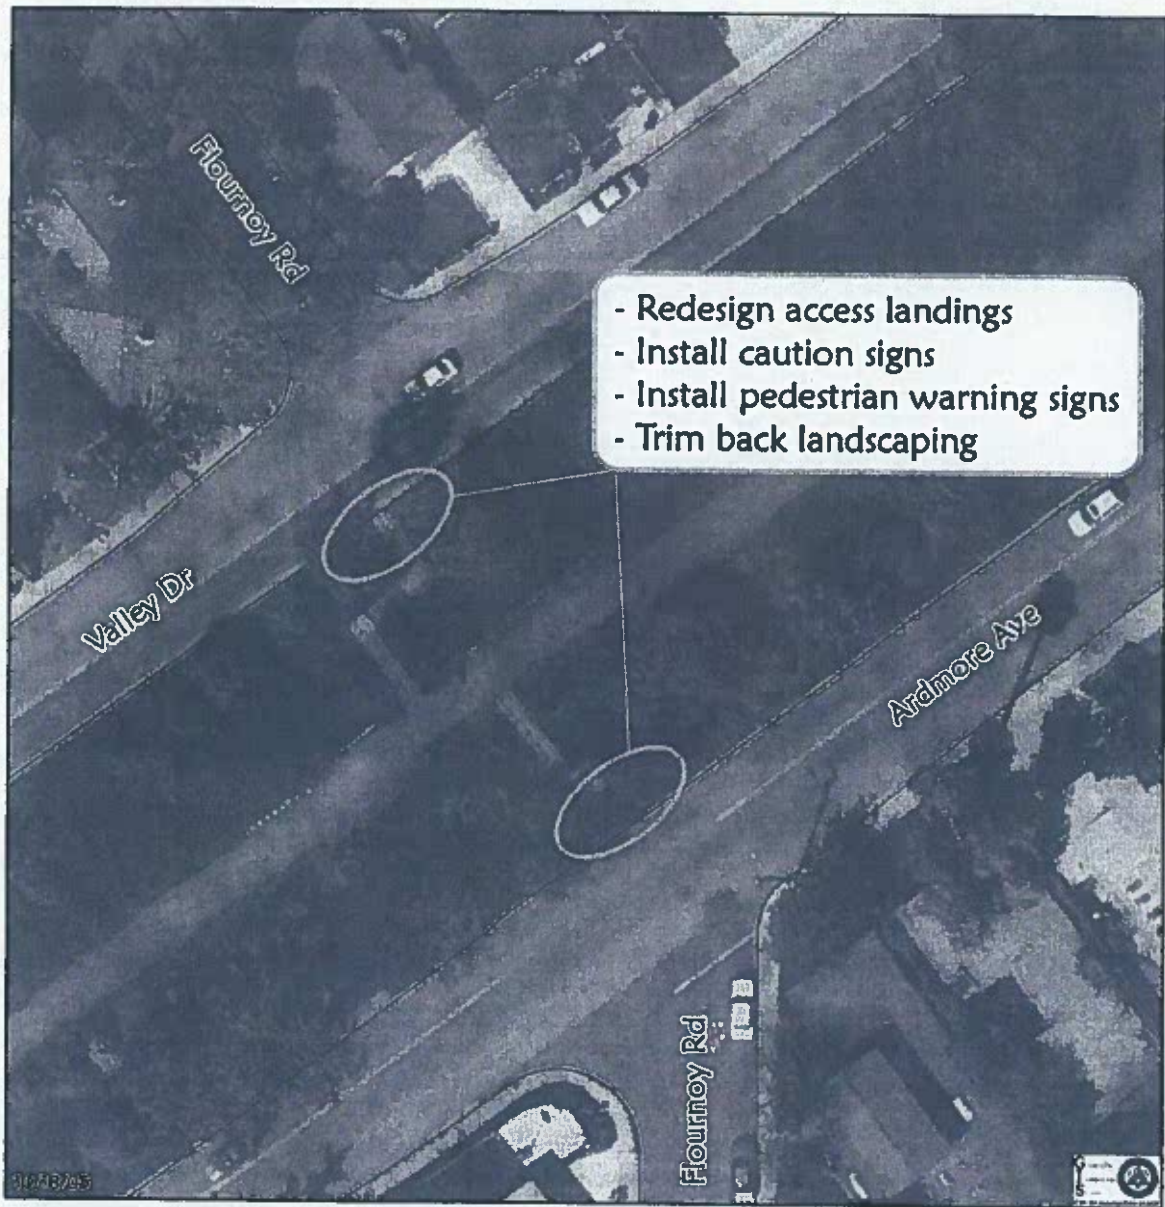 Flournoy Rd
- Redesign access landings
- Install caution signs
- Install pedestrian warning signs
- Trim back landscaping
Valley Dr
Ardmore Ave
Flournoy Rd